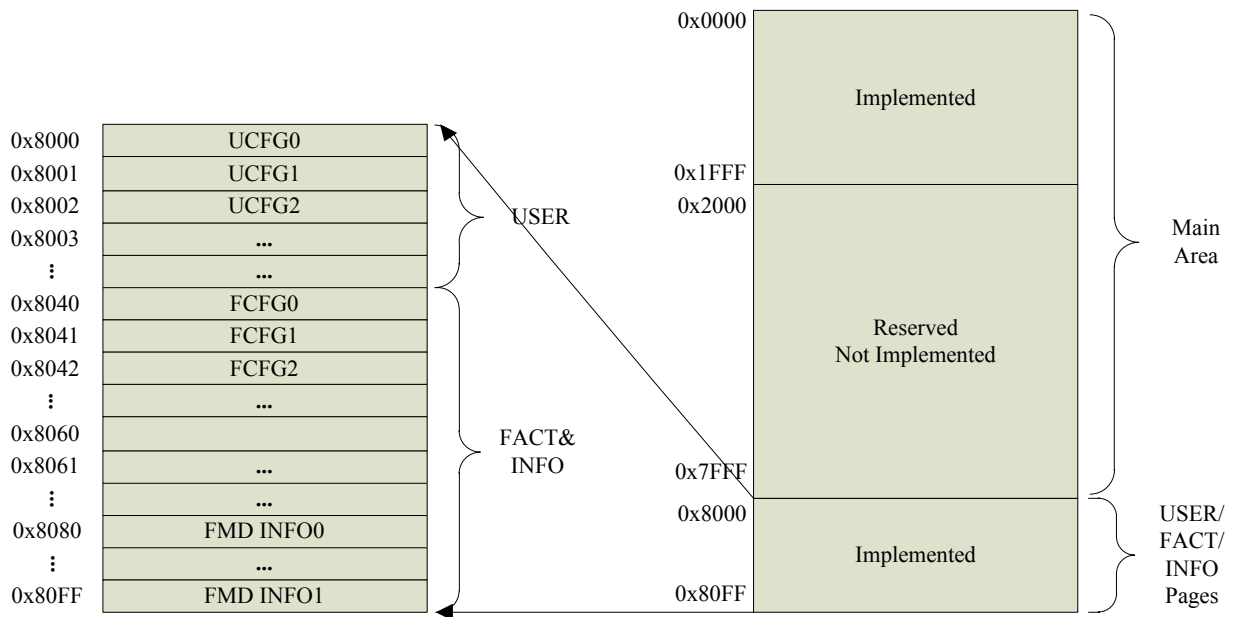 0x8000 UCFG0
0x8001 UCFG1
0x8002 UCFG2
0x8003 ...
⋮ ...
0x8040 FCFG0
0x8041 FCFG1
0x8042 FCFG2
⋮ ...
0x8060
0x8061 ...
⋮ ...
0x8080 FMD INFO0
⋮ ...
0x80FF FMD INFO1
USER
FACT&
INFO
0x0000
Implemented
0x1FFF
0x2000
Reserved
Not Implemented
0x7FFF
0x8000
Implemented
0x80FF
Main
Area
USER/
FACT/
INFO
Pages